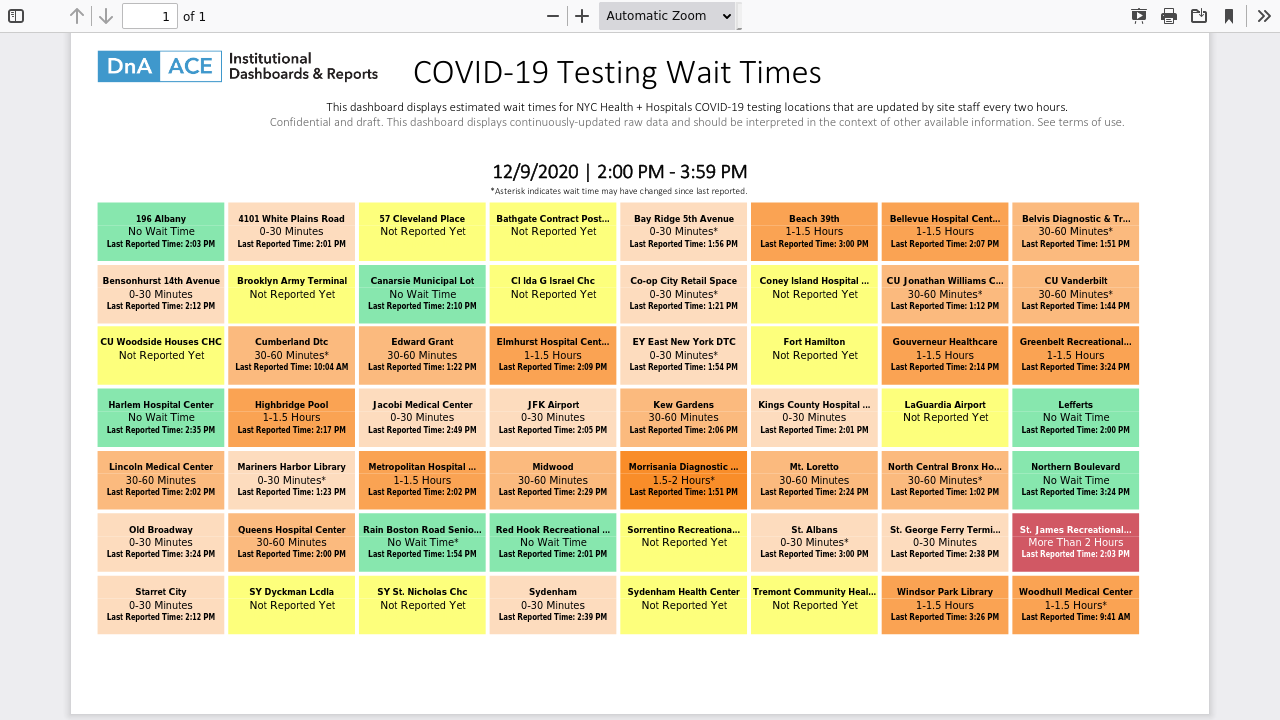 1 of 1 Automatic Zoom
DnA ACE Institutional
Dashboards & Reports
COVID-19 Testing Wait Times
This dashboard displays estimated wait times for NYC Health + Hospitals COVID-19 testing locations that are updated by site staff every two hours.
Confidential and draft. This dashboard displays continuously-updated raw data and should be interpreted in the context of other available information. See terms of use.
12/9/2020 | 2:00 PM - 3:59 PM
*Asterisk indicates wait time may have changed since last reported.
196 Albany
No Wait Time
Last Reported Time: 2:03 PM
4101 White Plains Road
0-30 Minutes
Last Reported Time: 2:01 PM
57 Cleveland Place
Not Reported Yet
Bathgate Contract Post...
Not Reported Yet
Bay Ridge 5th Avenue
0-30 Minutes*
Last Reported Time: 1:56 PM
Beach 39th
1-1.5 Hours
Last Reported Time: 3:00 PM
Bellevue Hospital Cent...
1-1.5 Hours
Last Reported Time: 2:07 PM
Belvis Diagnostic & Tr...
30-60 Minutes*
Last Reported Time: 1:51 PM
Bensonhurst 14th Avenue
0-30 Minutes
Last Reported Time: 2:12 PM
Brooklyn Army Terminal
Not Reported Yet
Canarsie Municipal Lot
No Wait Time
Last Reported Time: 2:10 PM
Cl Ida G Israel Chc
Not Reported Yet
Co-op City Retail Space
0-30 Minutes*
Last Reported Time: 1:21 PM
Coney Island Hospital ...
Not Reported Yet
CU Jonathan Williams C...
30-60 Minutes*
Last Reported Time: 1:12 PM
CU Vanderbilt
30-60 Minutes*
Last Reported Time: 1:44 PM
CU Woodside Houses CHC
Not Reported Yet
Cumberland Dtc
30-60 Minutes*
Last Reported Time: 10:04 AM
Edward Grant
30-60 Minutes
Last Reported Time: 1:22 PM
Elmhurst Hospital Cent...
1-1.5 Hours
Last Reported Time: 2:09 PM
EY East New York DTC
0-30 Minutes*
Last Reported Time: 1:54 PM
Fort Hamilton
Not Reported Yet
Gouverneur Healthcare
1-1.5 Hours
Last Reported Time: 2:14 PM
Greenbelt Recreational...
1-1.5 Hours
Last Reported Time: 3:24 PM
Harlem Hospital Center
No Wait Time
Last Reported Time: 2:35 PM
Highbridge Pool
1-1.5 Hours
Last Reported Time: 2:17 PM
Jacobi Medical Center
0-30 Minutes
Last Reported Time: 2:49 PM
JFK Airport
0-30 Minutes
Last Reported Time: 2:05 PM
Kew Gardens
30-60 Minutes
Last Reported Time: 2:06 PM
Kings County Hospital ...
0-30 Minutes
Last Reported Time: 2:01 PM
LaGuardia Airport
Not Reported Yet
Lefferts
No Wait Time
Last Reported Time: 2:00 PM
Lincoln Medical Center
30-60 Minutes
Last Reported Time: 2:02 PM
Mariners Harbor Library
0-30 Minutes*
Last Reported Time: 1:23 PM
Metropolitan Hospital ...
1-1.5 Hours
Last Reported Time: 2:02 PM
Midwood
30-60 Minutes
Last Reported Time: 2:29 PM
Morrisania Diagnostic ...
1.5-2 Hours*
Last Reported Time: 1:51 PM
Mt. Loretto
30-60 Minutes
Last Reported Time: 2:24 PM
North Central Bronx Ho...
30-60 Minutes*
Last Reported Time: 1:02 PM
Northern Boulevard
No Wait Time
Last Reported Time: 3:24 PM
Old Broadway
0-30 Minutes
Last Reported Time: 3:24 PM
Queens Hospital Center
30-60 Minutes
Last Reported Time: 2:00 PM
Rain Boston Road Senio...
No Wait Time*
Last Reported Time: 1:54 PM
Red Hook Recreational ...
No Wait Time
Last Reported Time: 2:01 PM
Sorrentino Recreationa...
Not Reported Yet
St. Albans
0-30 Minutes*
Last Reported Time: 3:00 PM
St. George Ferry Termi...
0-30 Minutes
Last Reported Time: 2:38 PM
St. James Recreational...
More Than 2 Hours
Last Reported Time: 2:03 PM
Starret City
0-30 Minutes
Last Reported Time: 2:12 PM
SY Dyckman Lcdla
Not Reported Yet
SY St. Nicholas Chc
Not Reported Yet
Sydenham
0-30 Minutes
Last Reported Time: 2:39 PM
Sydenham Health Center
Not Reported Yet
Tremont Community Heal...
Not Reported Yet
Windsor Park Library
1-1.5 Hours
Last Reported Time: 3:26 PM
Woodhull Medical Center
1-1.5 Hours*
Last Reported Time: 9:41 AM